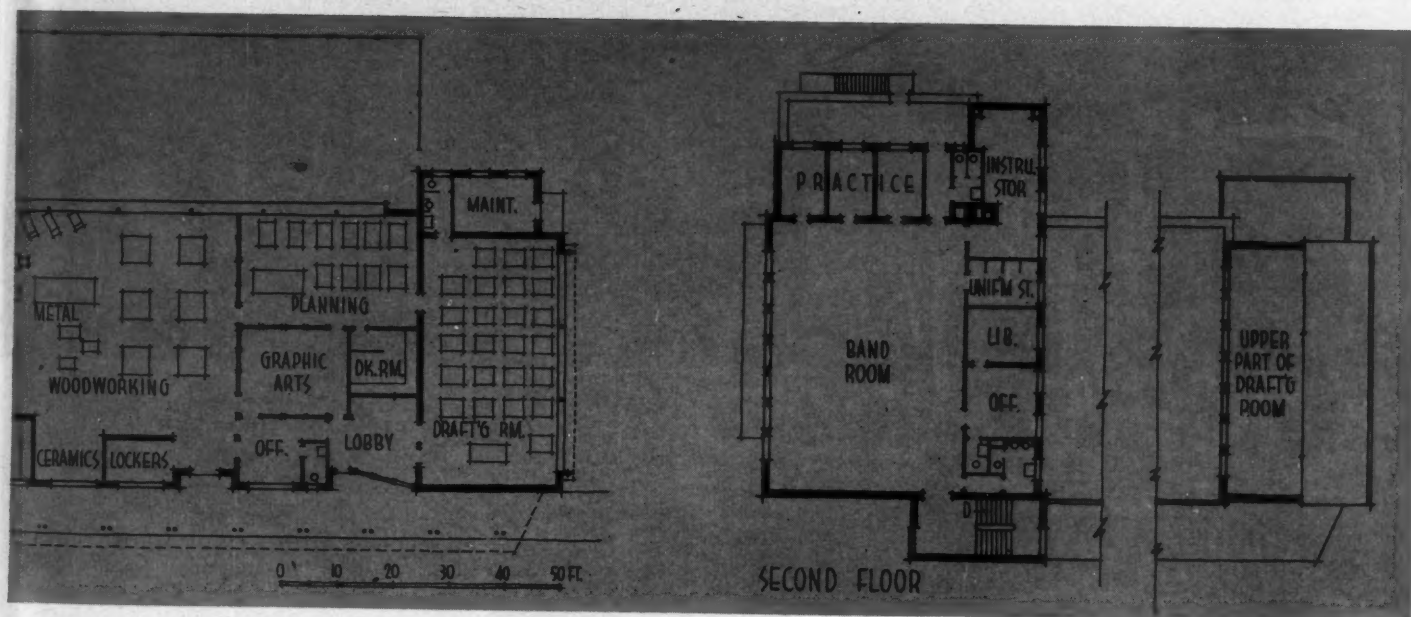 MAINT.
PLANNING
METAL
WOODWORKING
GRAPHIC
ARTS
DK. RM.
DRAFT'G RM.
CERAMICS
LOCKERS
OFF.
LOBBY
0 10 20 30 40 50 FT.
PRACTICE
INSTRU.
STOR
UNIF'M ST.
LIB.
BAND
ROOM
OFF.
D
UPPER
PART OF
DRAFT'G
ROOM
SECOND FLOOR